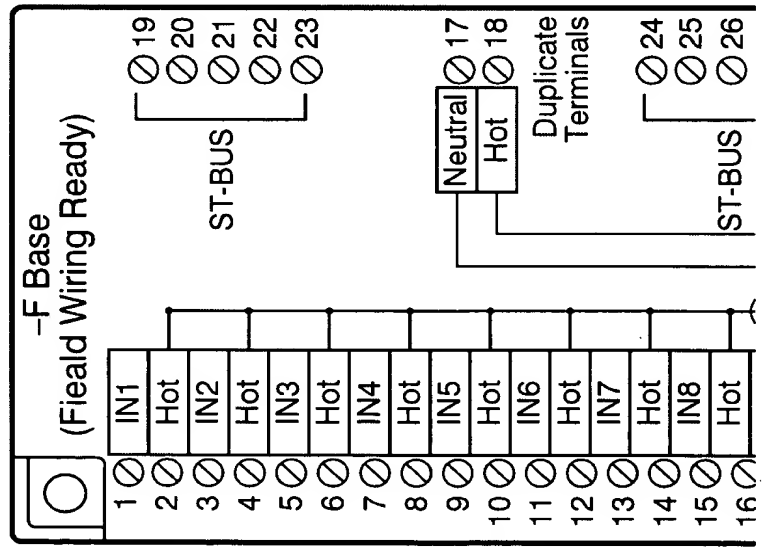 –F Base
(Fieald Wiring Ready)
19
20
21
22
23
ST-BUS
17 Neutral
18 Hot
Duplicate
Terminals
24
25
26
ST-BUS
1 IN1
2 Hot
3 IN2
4 Hot
5 IN3
6 Hot
7 IN4
8 Hot
9 IN5
10 Hot
11 IN6
12 Hot
13 IN7
14 Hot
15 IN8
16 Hot